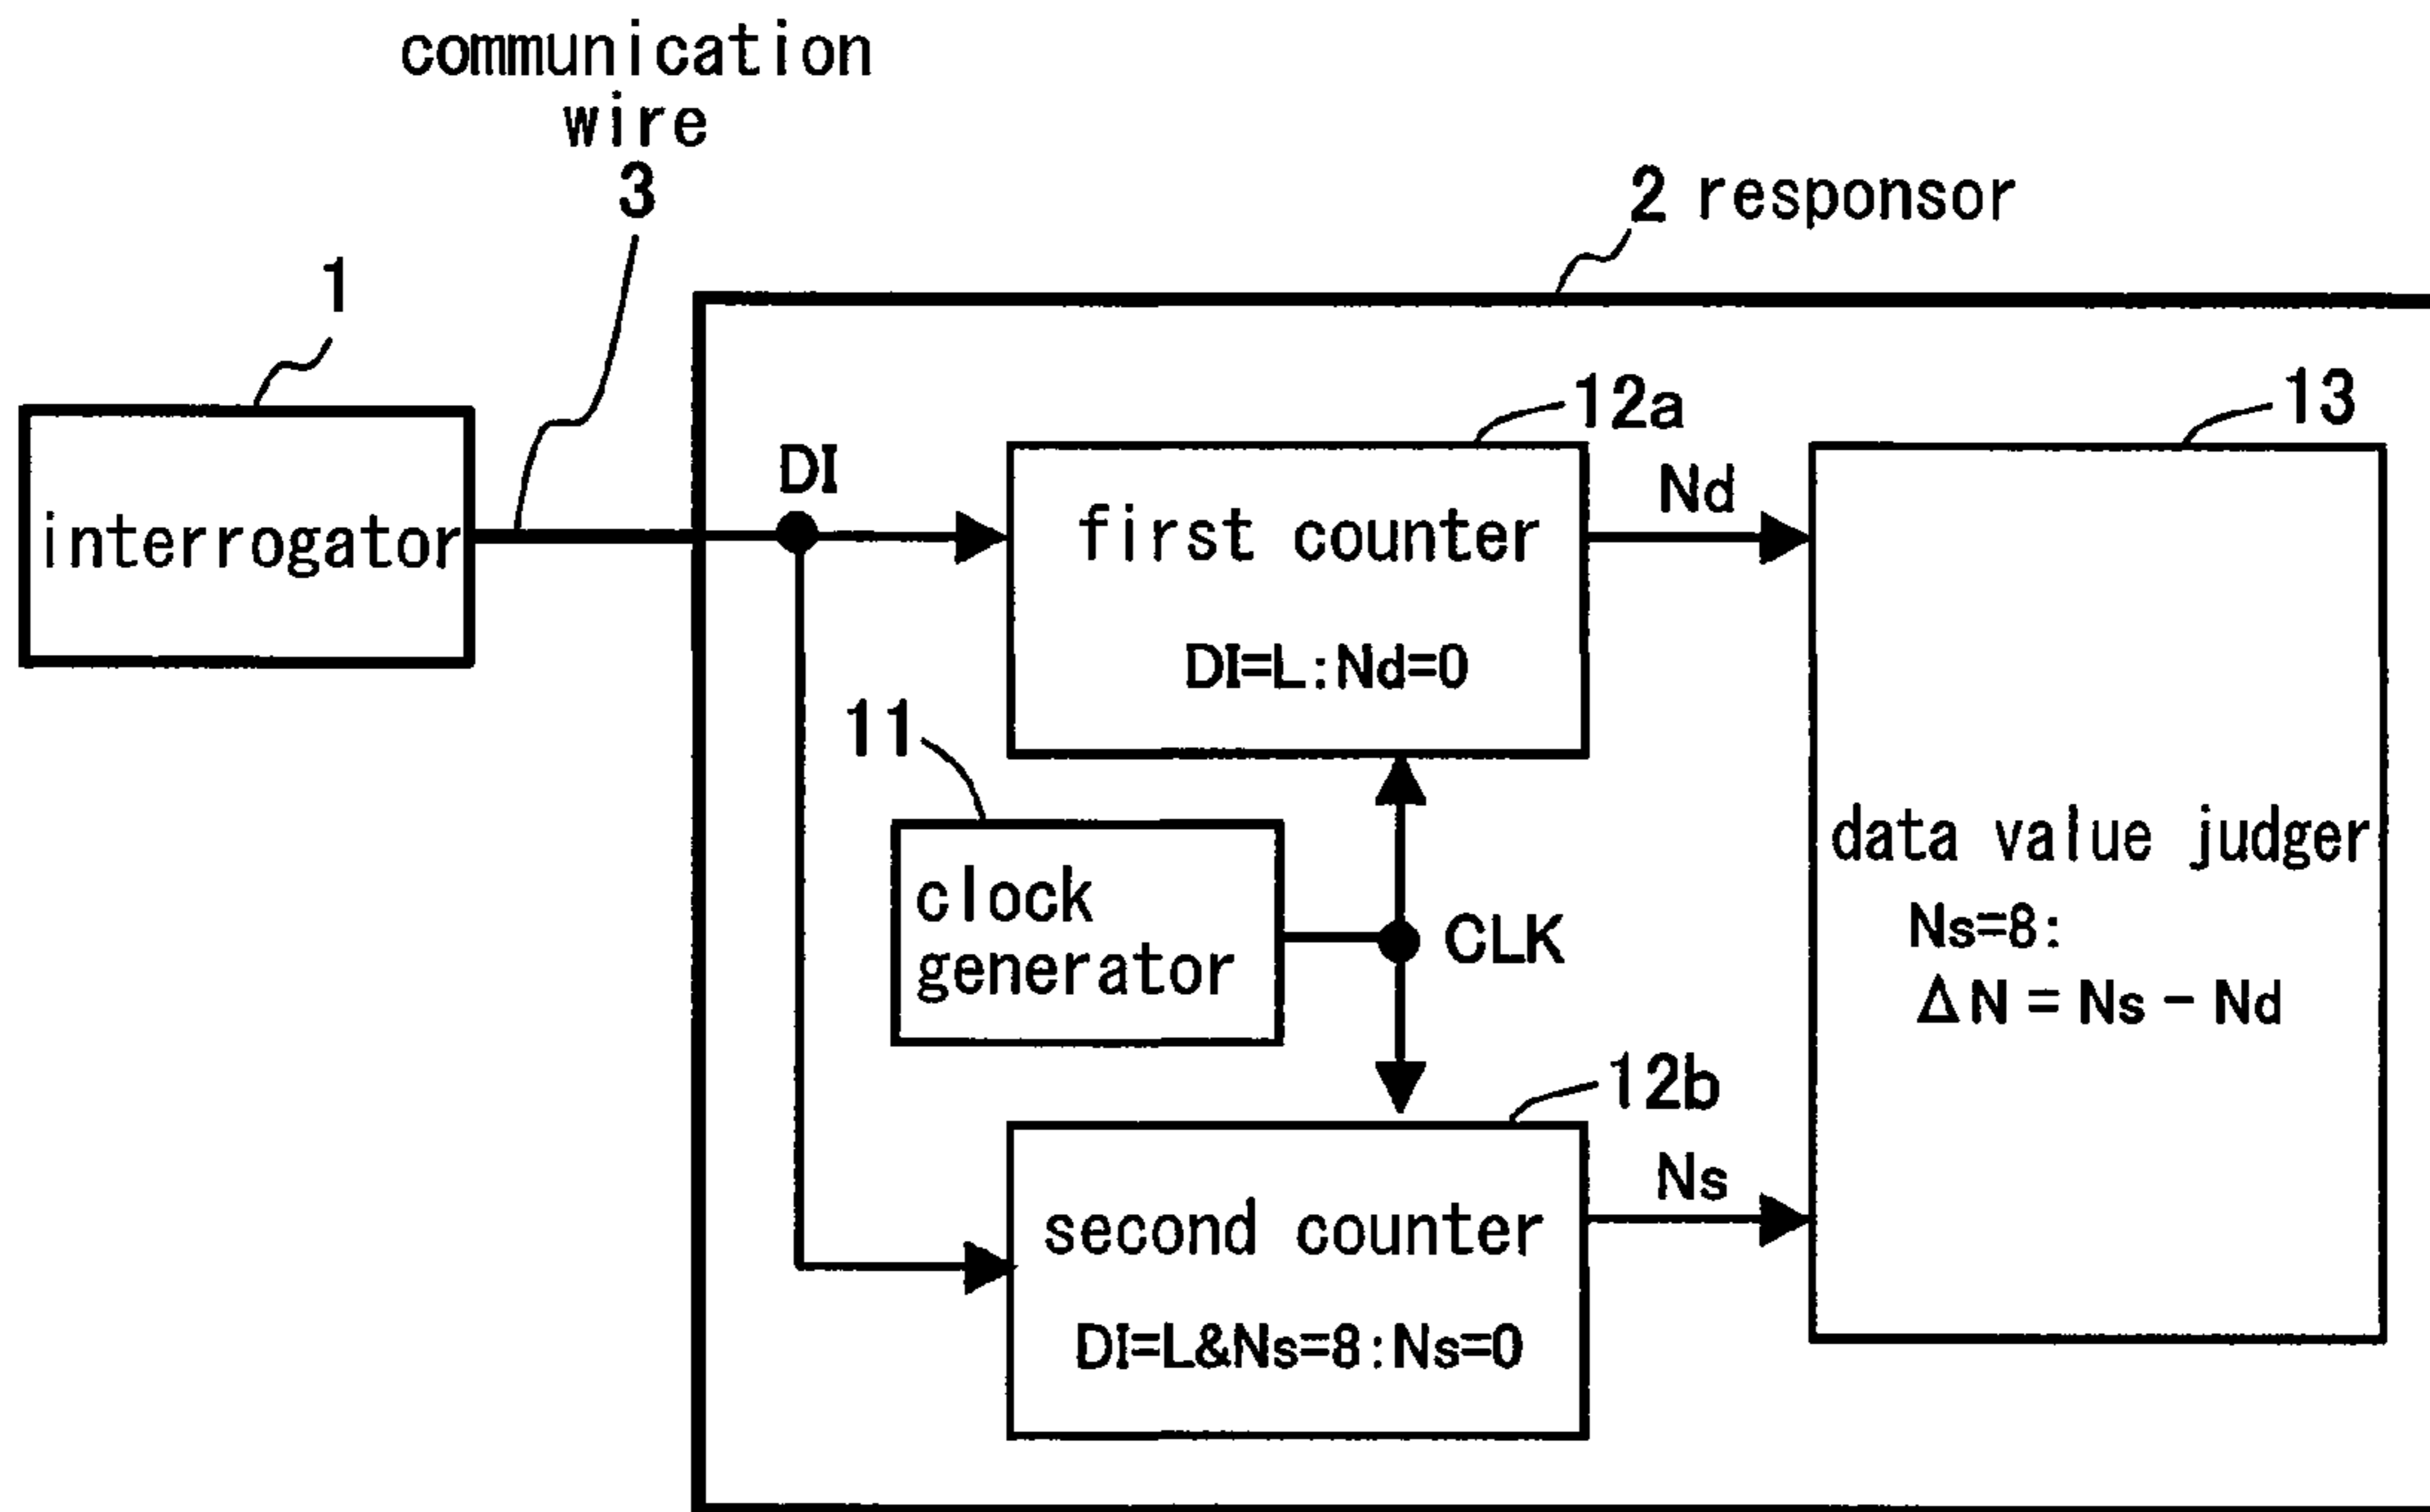 communication
wire
3
2 responsor
1
interrogator
DI
12a
first counter
DI=L:Nd=0
Nd
13
11
clock
generator
CLK
data value judger
Ns=8:
ΔN = Ns - Nd
12b
second counter
DI=L&Ns=8:Ns=0
Ns